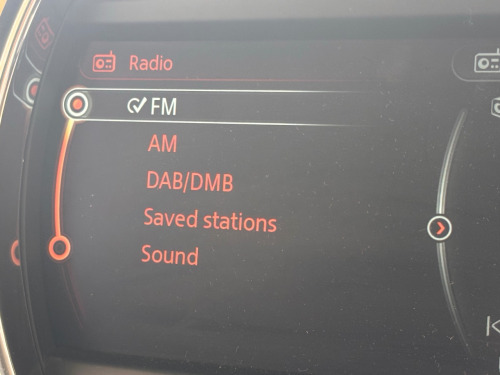 Radio
FM
AM
DAB/DMB
Saved stations
Sound